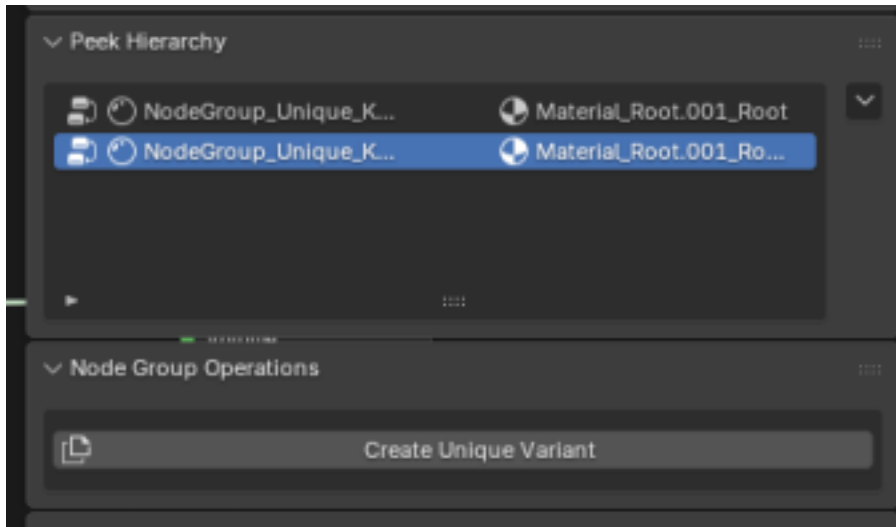 Peek Hierarchy
NodeGroup_Unique_K... Material_Root.001_Root
NodeGroup_Unique_K... Material_Root.001_Ro...
Node Group Operations
Create Unique Variant